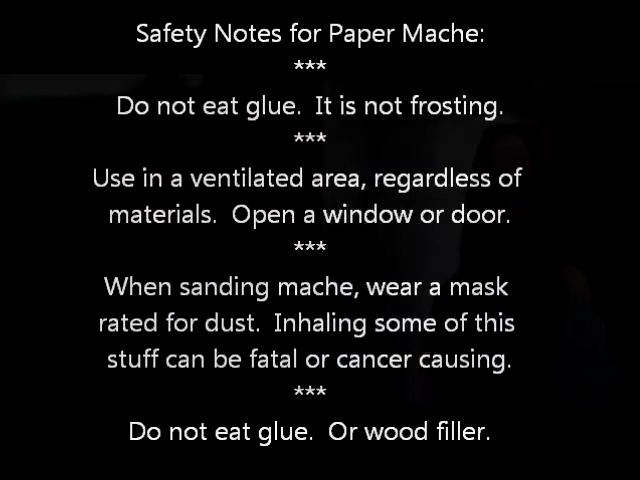 Safety Notes for Paper Mache:
***
Do not eat glue.  It is not frosting.
***
Use in a ventilated area, regardless of
materials.  Open a window or door.
***
When sanding mache, wear a mask
rated for dust.  Inhaling some of this
stuff can be fatal or cancer causing.
***
Do not eat glue.  Or wood filler.